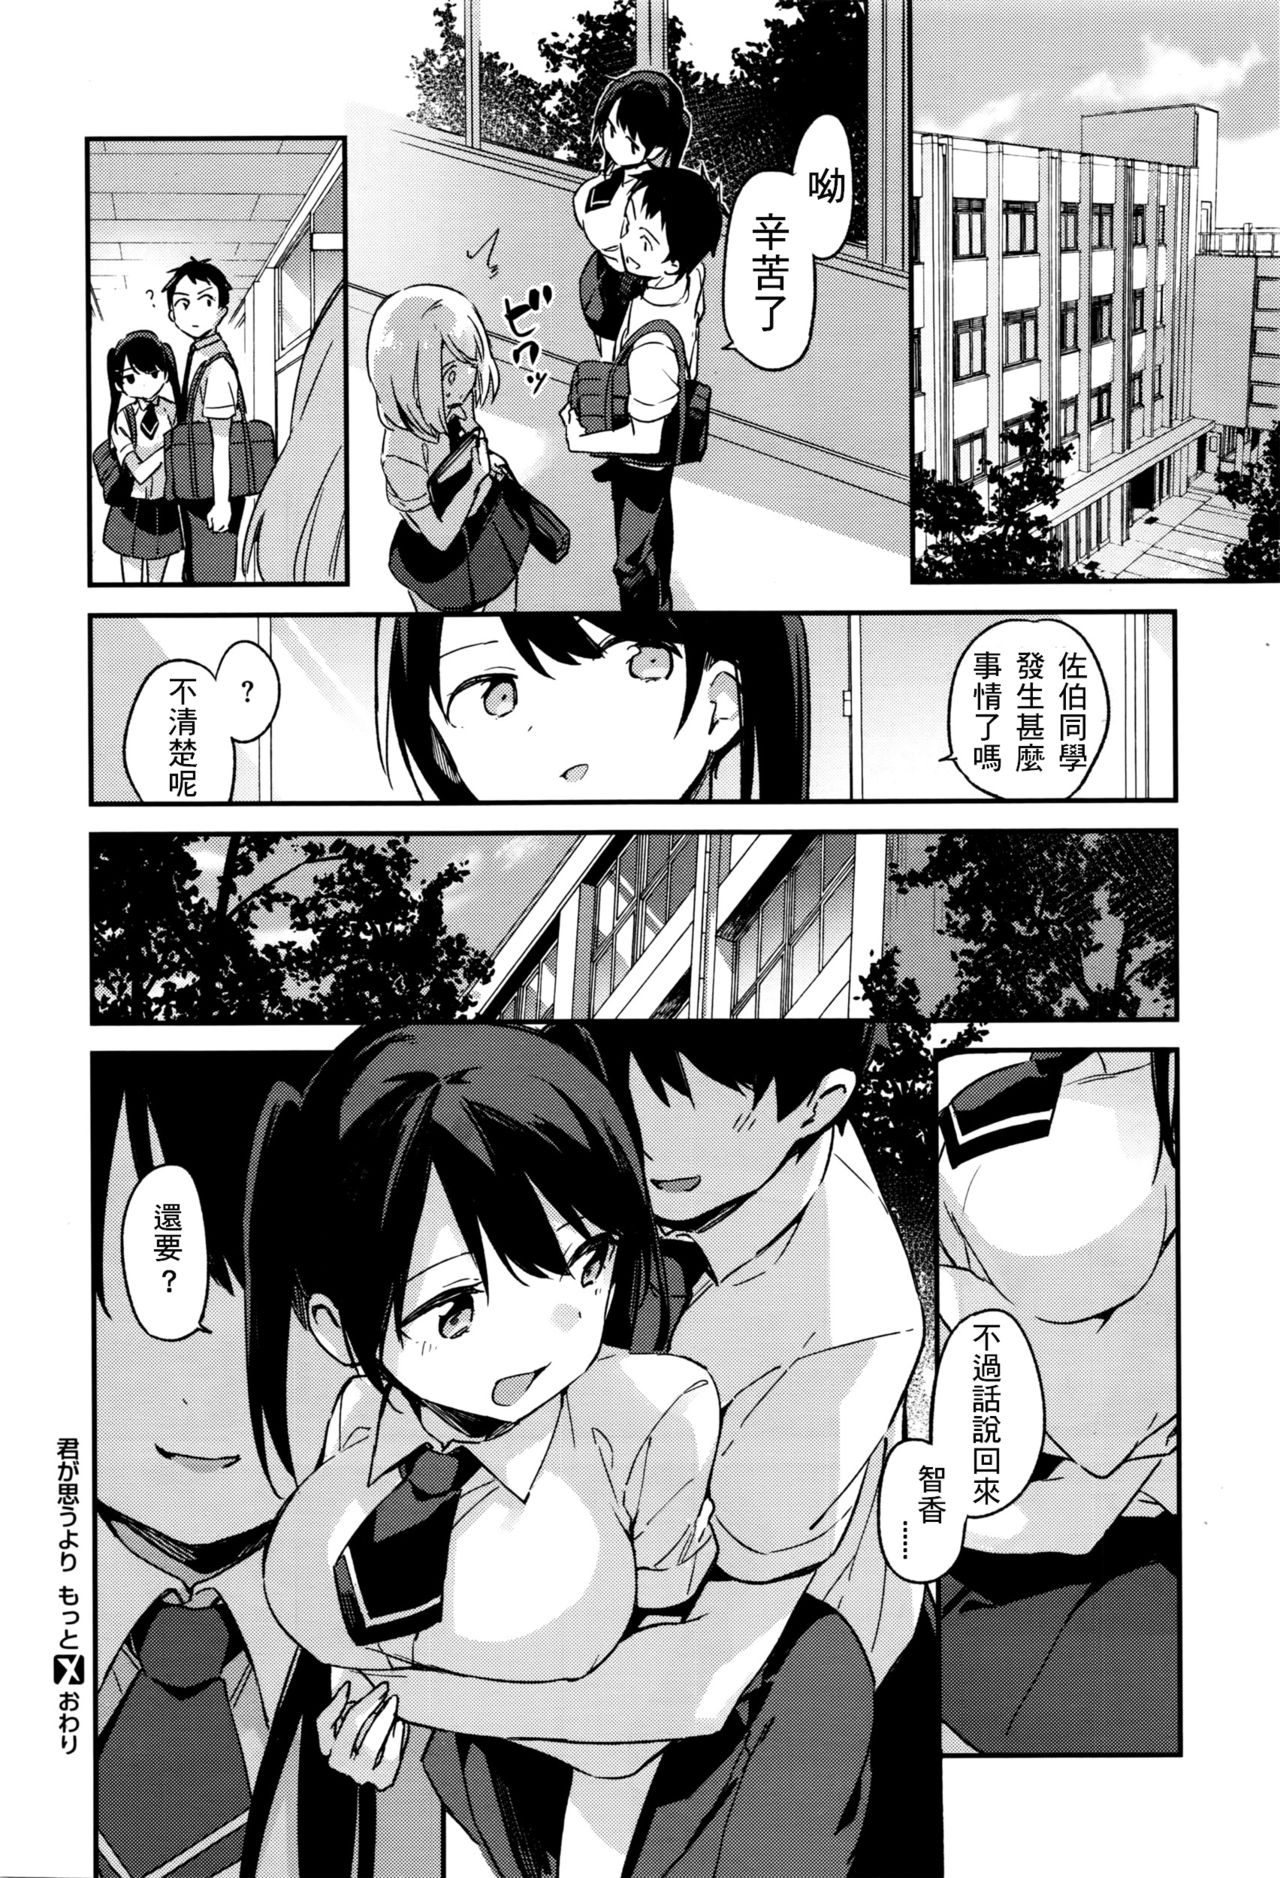 呦
辛苦了
ビクッ
?
佐伯同學
發生甚麼
事情了嗎
?
不清楚呢
不過話說回來
智香
……
還要?
君が思うより もっと X おわり